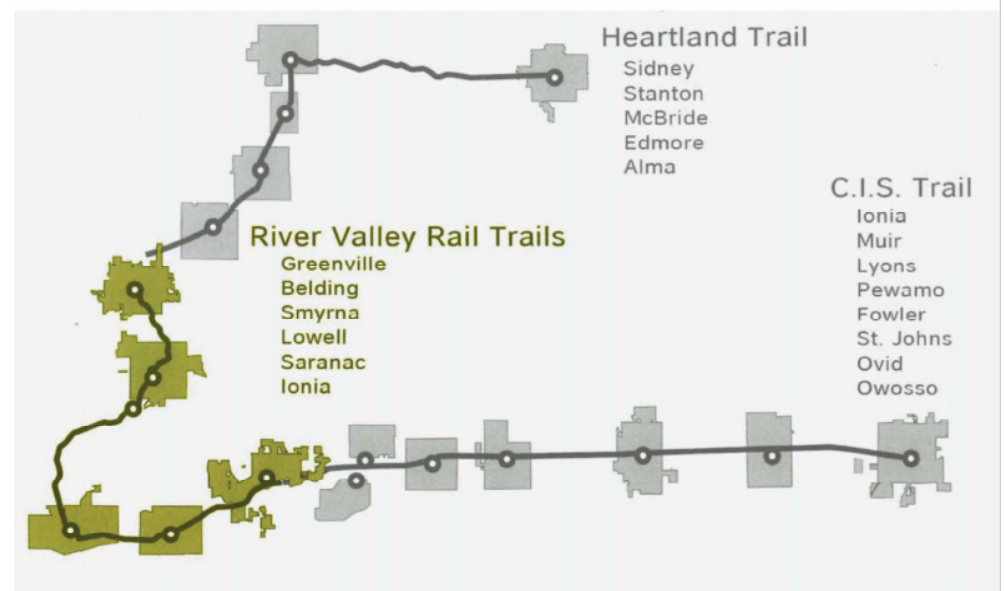 Heartland Trail
Sidney
Stanton
McBride
Edmore
Alma
C.I.S. Trail
Ionia
Muir
Lyons
Pewamo
Fowler
St. Johns
Ovid
Owosso
River Valley Rail Trails
Greenville
Belding
Smyrna
Lowell
Saranac
Ionia